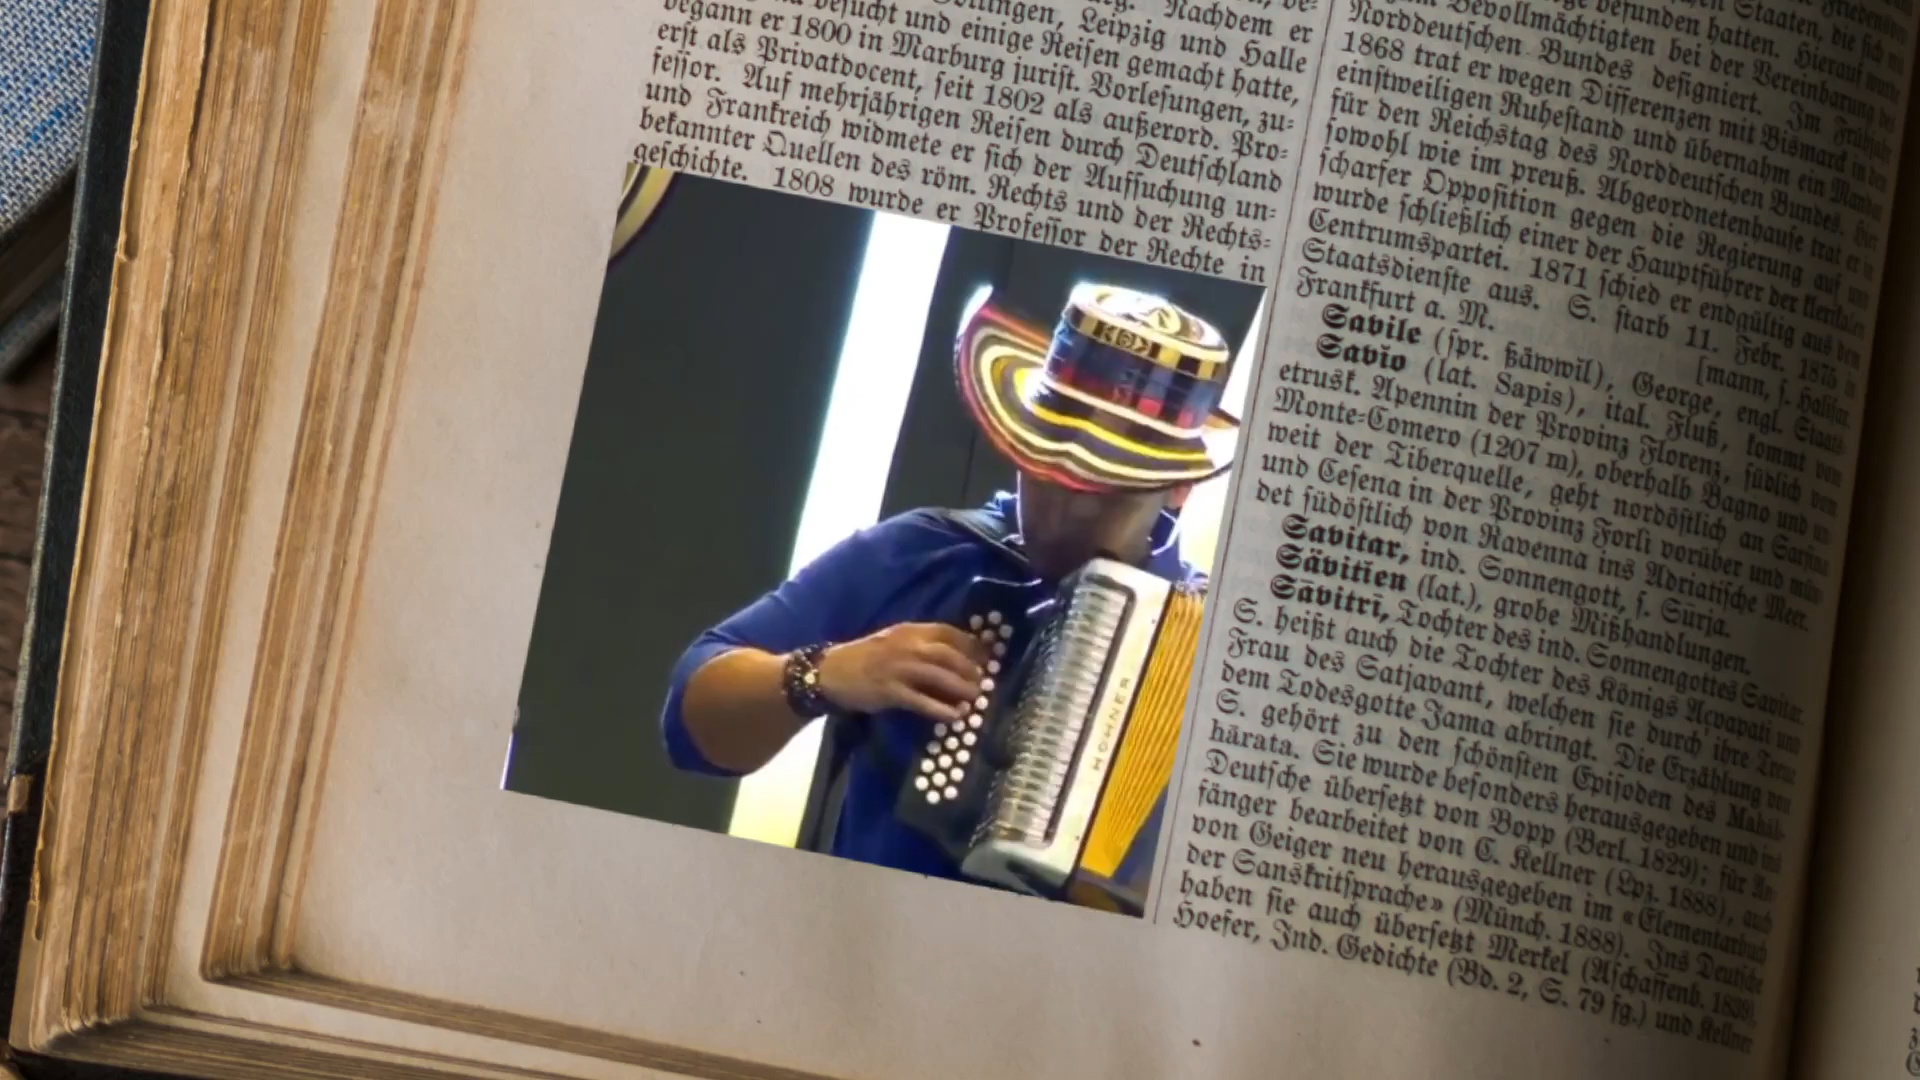 begann er 1800 in Marburg jurist. Vorlesungen, zu-
erst als Privatdocent, seit 1802 als außerord. Pro-
fessor. Auf mehrjährigen Reisen durch Deutschland
und Frankreich widmete er sich der Aufsuchung un-
bekannter Quellen des röm. Rechts und der Rechts-
geschichte. 1808 wurde er Professor der Rechte in
HOHNER
Norddeutschen Bundes designiert. Im Frühjahr
1868 trat er wegen Differenzen mit Bismarck in den
einstweiligen Ruhestand und übernahm ein Mandat
für den Reichstag des Norddeutschen Bundes. Hier
sowohl wie im preuß. Abgeordnetenhause trat er in
scharfer Opposition gegen die Regierung auf und
wurde schließlich einer der Hauptführer der klerikalen
Centrumspartei. 1871 schied er endgültig aus dem
Staatsdienste aus. S. starb 11. Febr. 1875 in
Frankfurt a. M. [mann, s. Halifax.
Savile (spr. ßäwwil), George, engl. Staats-
Savio (lat. Sapis), ital. Fluß, kommt vom
etrusk. Apennin der Provinz Florenz, südlich vom
Monte-Comero (1207 m), oberhalb Bagno und un-
weit der Tiberquelle, geht nordöstlich an Sarsina
und Cesena in der Provinz Forli vorüber und mün-
det südöstlich von Ravenna ins Adriatische Meer.
Savitar, ind. Sonnengott, s. Sūrja.
Sävitien (lat.), grobe Mißhandlungen.
Sāvitrī, Tochter des ind. Sonnengottes Savitar.
S. heißt auch die Tochter des Königs Açvapati und
Frau des Satjavant, welchen sie durch ihre Treue
dem Todesgotte Jama abringt. Die Erzählung von
S. gehört zu den schönsten Episoden des Mahâb-
hârata. Sie wurde besonders herausgegeben und ins
Deutsche übersetzt von Bopp (Berl. 1829); für An-
fänger bearbeitet von C. Kellner (Lpz. 1888), auch
von Geiger neu herausgegeben im «Elementarbuch
der Sanskritsprache» (Münch. 1888). Ins Deutsche
haben sie auch übersetzt Merkel (Aschaffenb. 1839),
Hoefer, Ind. Gedichte (Bd. 2, S. 79 fg.) und Kellner